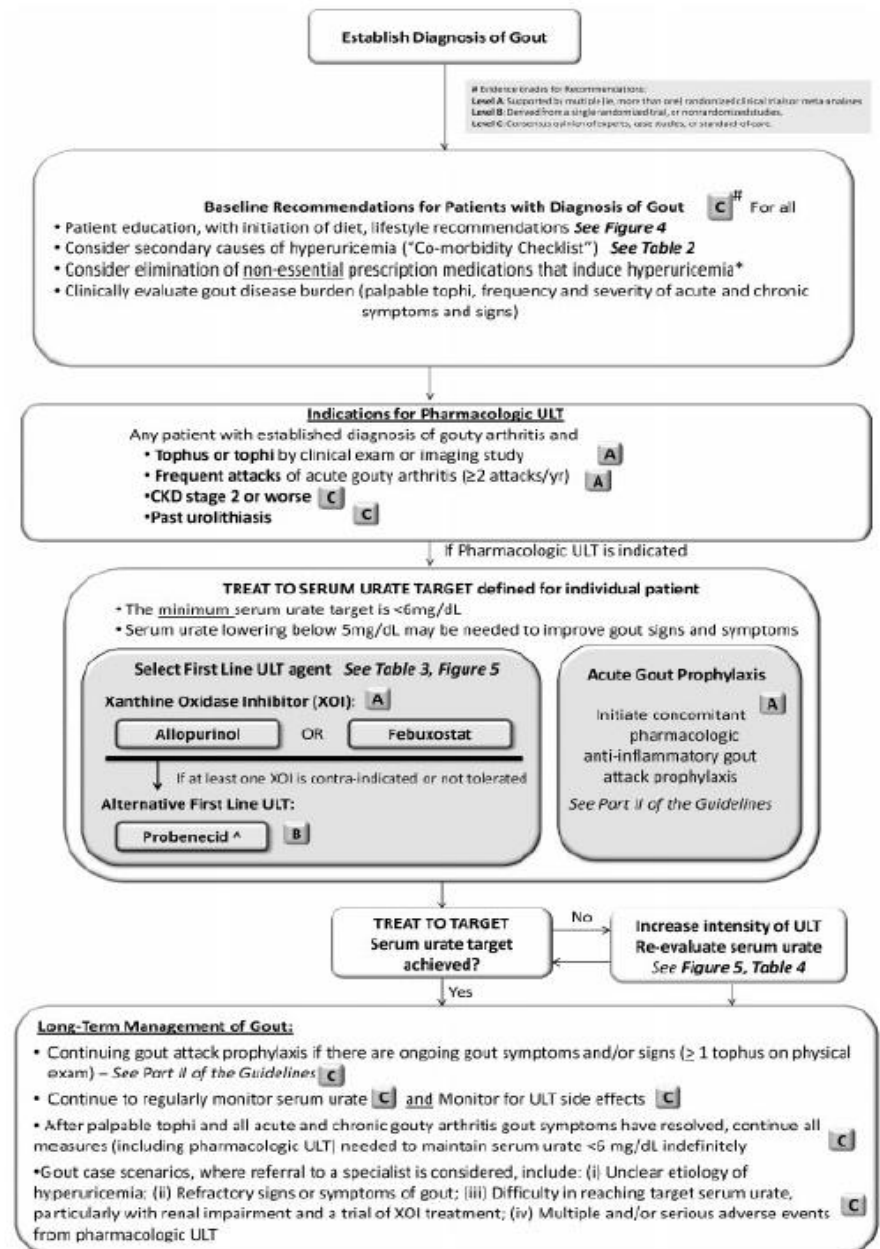 Establish Diagnosis of Gout
# Evidence Grades for Recommendations:
Level A: Supported by multiple (ie, more than one) randomized clinical trials or meta-analyses
Level B: Derived from a single randomized trial, or nonrandomized studies.
Level C: Consensus opinion of experts, case studies, or standard-of-care.
Baseline Recommendations for Patients with Diagnosis of Gout C # For all
• Patient education, with initiation of diet, lifestyle recommendations See Figure 4
• Consider secondary causes of hyperuricemia ("Co-morbidity Checklist") See Table 2
• Consider elimination of non-essential prescription medications that induce hyperuricemia*
• Clinically evaluate gout disease burden (palpable tophi, frequency and severity of acute and chronic
symptoms and signs)
Indications for Pharmacologic ULT
Any patient with established diagnosis of gouty arthritis and
• Tophus or tophi by clinical exam or imaging study A
• Frequent attacks of acute gouty arthritis (≥2 attacks/yr) A
•CKD stage 2 or worse C
•Past urolithiasis C
If Pharmacologic ULT is indicated
TREAT TO SERUM URATE TARGET defined for individual patient
• The minimum serum urate target is <6mg/dL
• Serum urate lowering below 5mg/dL may be needed to improve gout signs and symptoms
Select First Line ULT agent See Table 3, Figure 5
Xanthine Oxidase Inhibitor (XOI): A
Allopurinol OR Febuxostat
If at least one XOI is contra-indicated or not tolerated
Alternative First Line ULT:
Probenecid ^ B
Acute Gout Prophylaxis
A
Initiate concomitant
pharmacologic
anti-inflammatory gout
attack prophylaxis
See Part II of the Guidelines
TREAT TO TARGET
Serum urate target
achieved?
No
Increase intensity of ULT
Re-evaluate serum urate
See Figure 5, Table 4
Yes
Long-Term Management of Gout:
• Continuing gout attack prophylaxis if there are ongoing gout symptoms and/or signs (≥ 1 tophus on physical
exam) – See Part II of the Guidelines C
• Continue to regularly monitor serum urate C and Monitor for ULT side effects C
• After palpable tophi and all acute and chronic gouty arthritis gout symptoms have resolved, continue all
measures (including pharmacologic ULT) needed to maintain serum urate <6 mg/dL indefinitely C
•Gout case scenarios, where referral to a specialist is considered, include: (i) Unclear etiology of
hyperuricemia; (ii) Refractory signs or symptoms of gout; (iii) Difficulty in reaching target serum urate,
particularly with renal impairment and a trial of XOI treatment; (iv) Multiple and/or serious adverse events C
from pharmacologic ULT